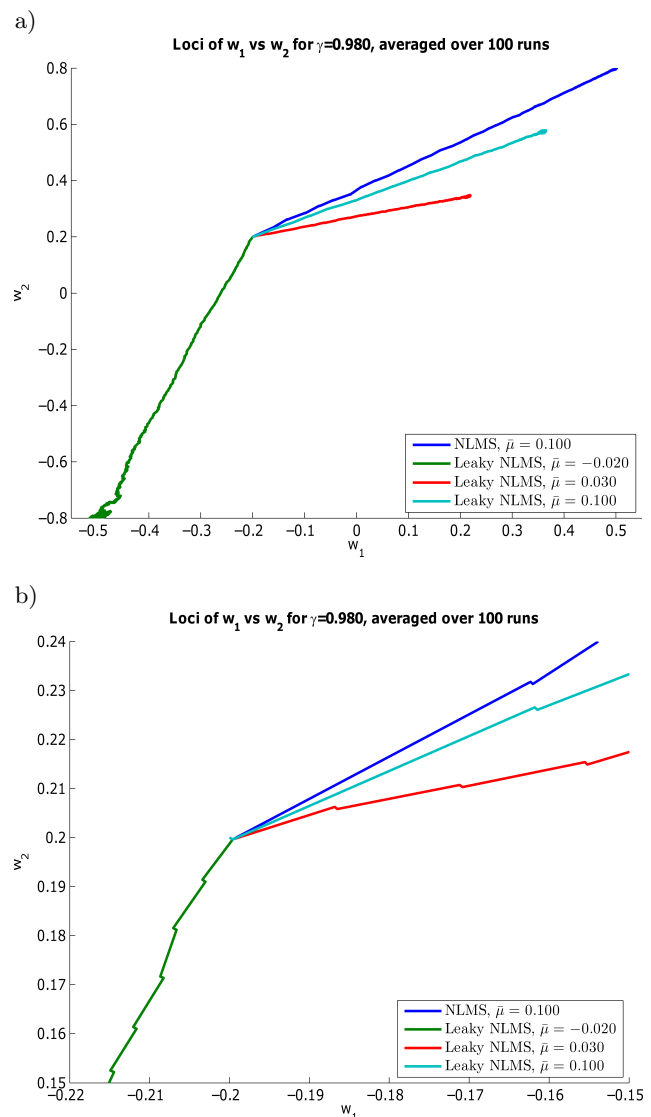 a)
Loci of w1 vs w2 for γ=0.980, averaged over 100 runs
0.8
0.6
0.4
0.2
0
−0.2
−0.4
−0.6
−0.8
w2
NLMS, μ̄ = 0.100
Leaky NLMS, μ̄ = −0.020
Leaky NLMS, μ̄ = 0.030
Leaky NLMS, μ̄ = 0.100
−0.5 −0.4 −0.3 −0.2 −0.1 0 0.1 0.2 0.3 0.4 0.5
w1
b)
Loci of w1 vs w2 for γ=0.980, averaged over 100 runs
0.24
0.23
0.22
0.21
0.2
0.19
0.18
0.17
0.16
0.15
w2
NLMS, μ̄ = 0.100
Leaky NLMS, μ̄ = −0.020
Leaky NLMS, μ̄ = 0.030
Leaky NLMS, μ̄ = 0.100
−0.22 −0.21 −0.2 −0.19 −0.18 −0.17 −0.16 −0.15
w1